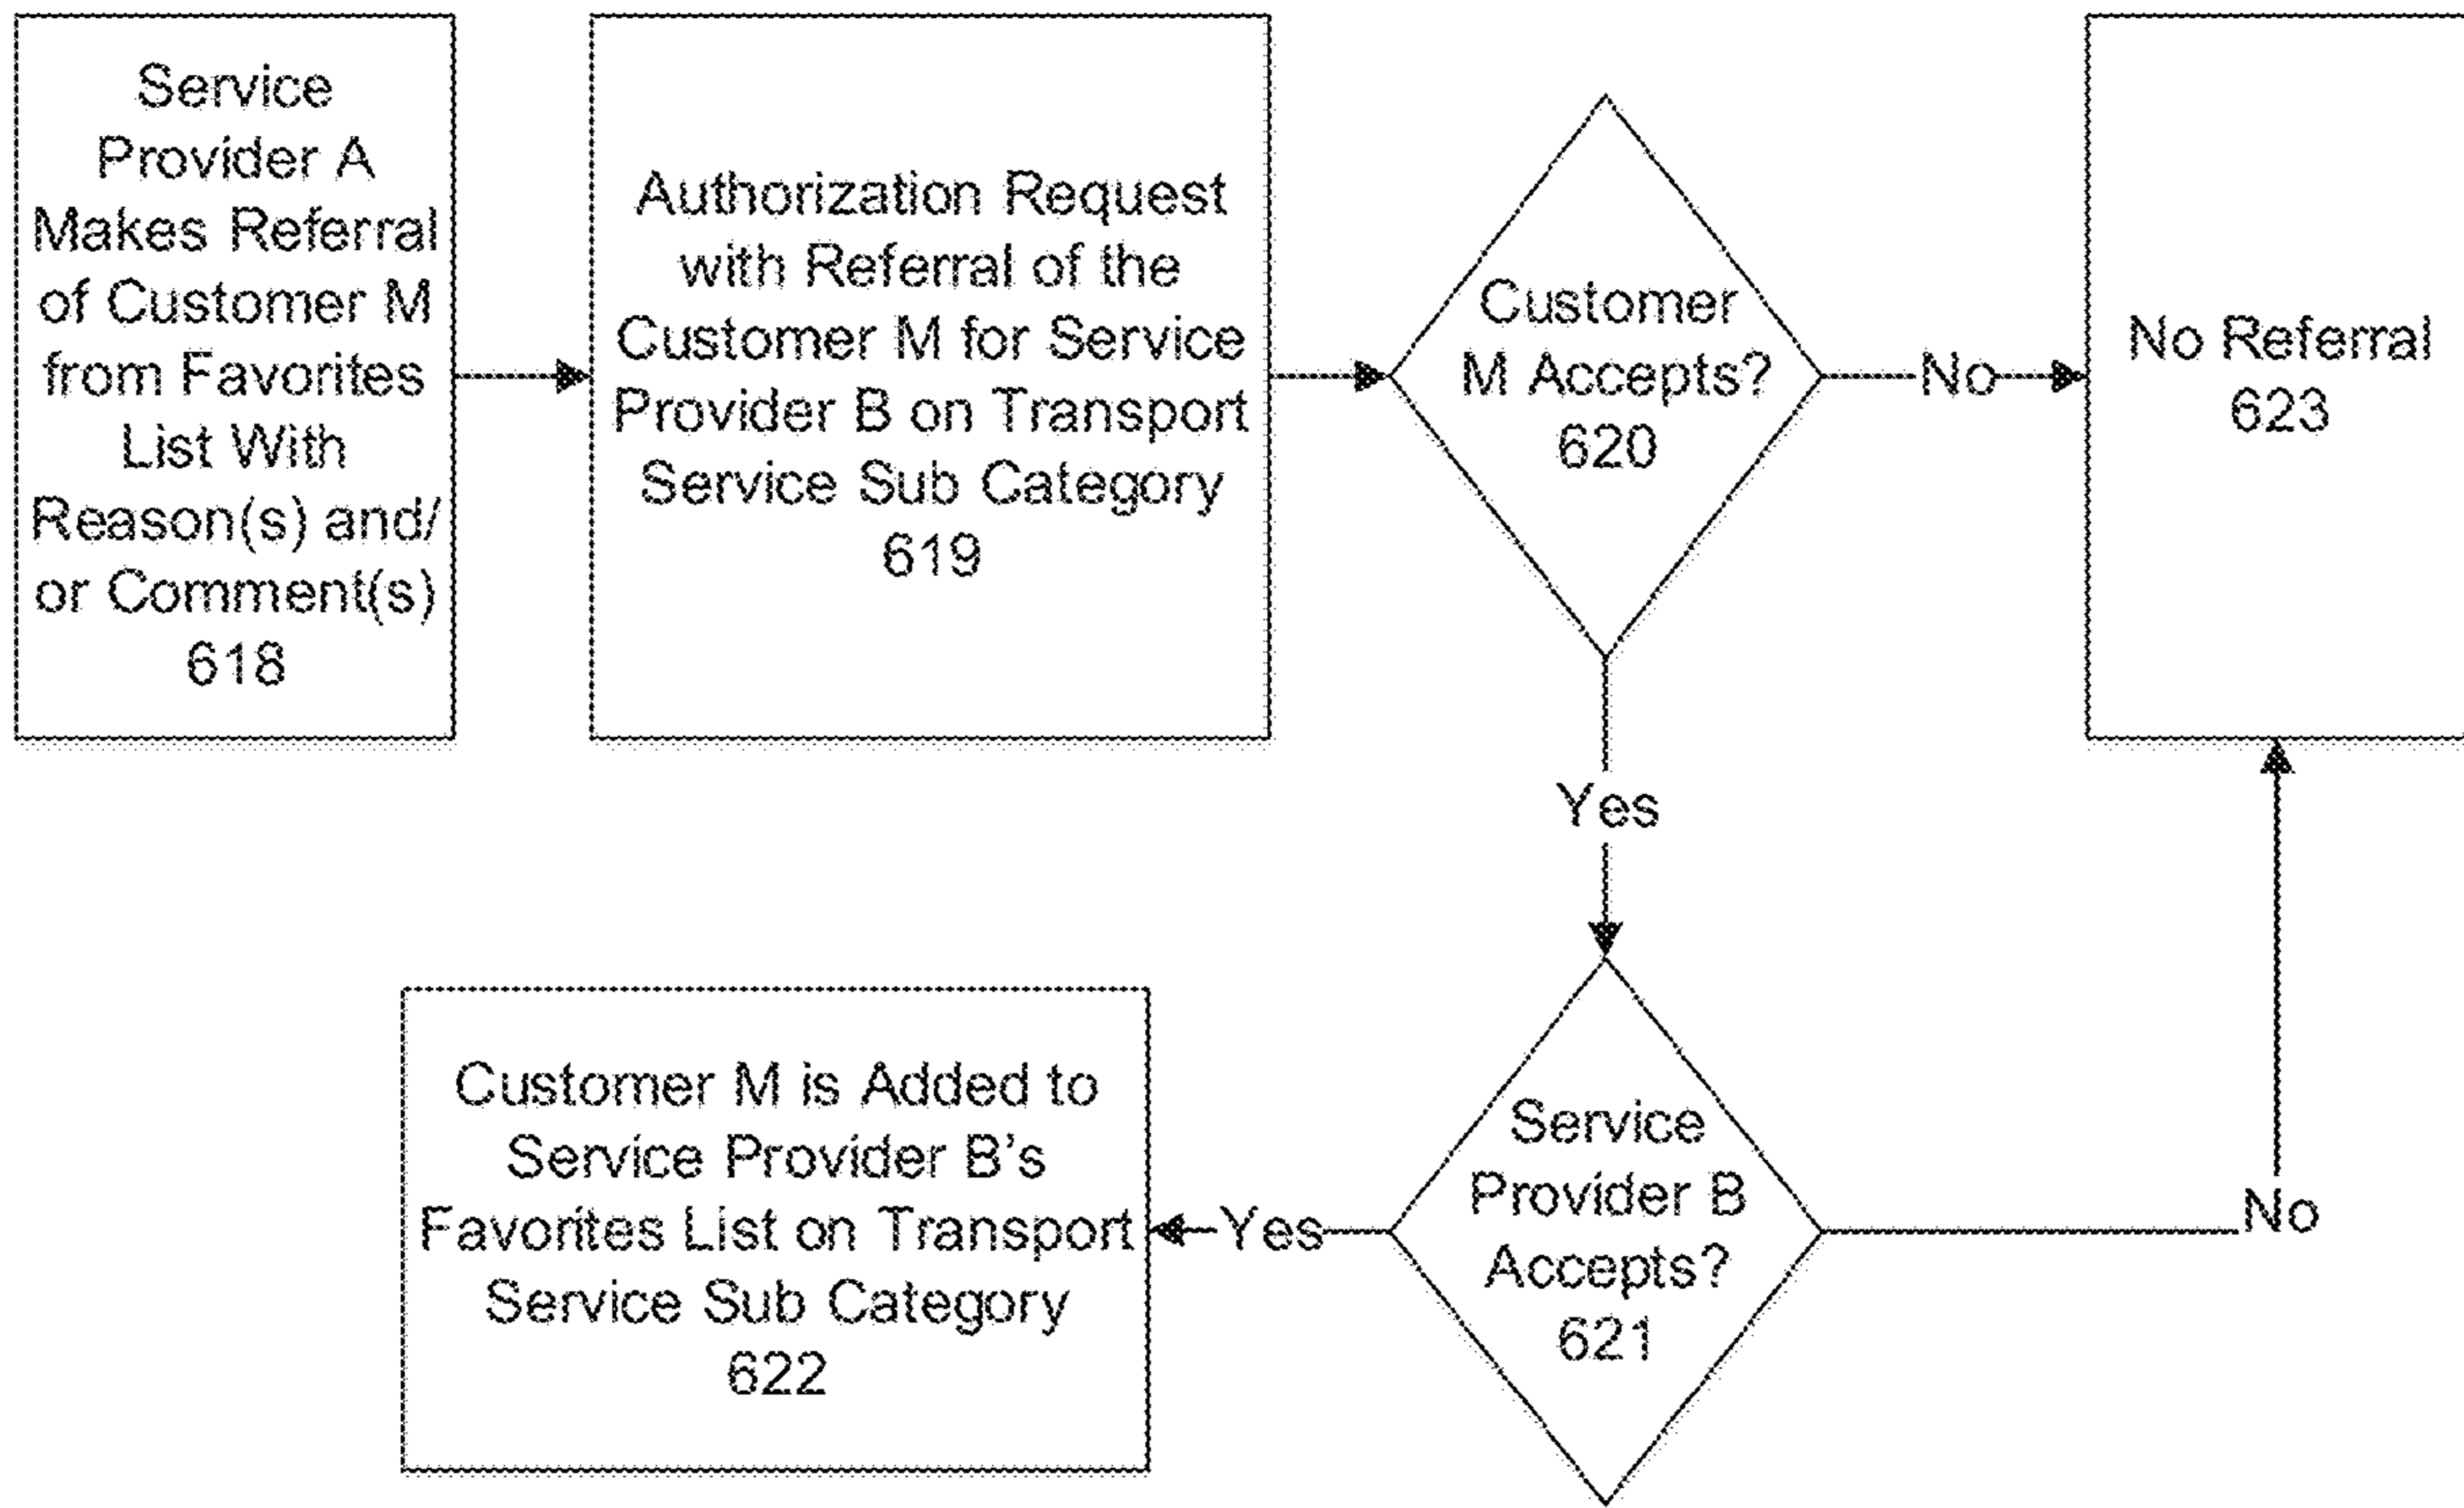 Service
Provider A
Makes Referral
of Customer M
from Favorites
List With
Reason(s) and/
or Comment(s)
618
Authorization Request
with Referral of the
Customer M for Service
Provider B on Transport
Service Sub Category
619
Customer
M Accepts?
620
No
No Referral
623
Yes
Service
Provider B
Accepts?
621
No
Yes
Customer M is Added to
Service Provider B's
Favorites List on Transport
Service Sub Category
622